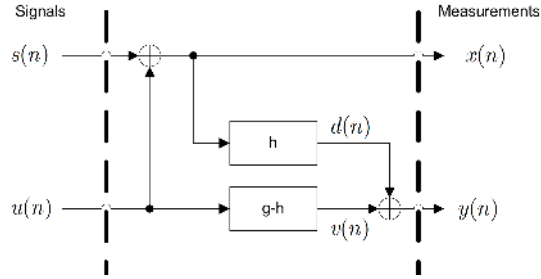 Signals
Measurements
s(n)
x(n)
h
d(n)
u(n)
g-h
v(n)
y(n)